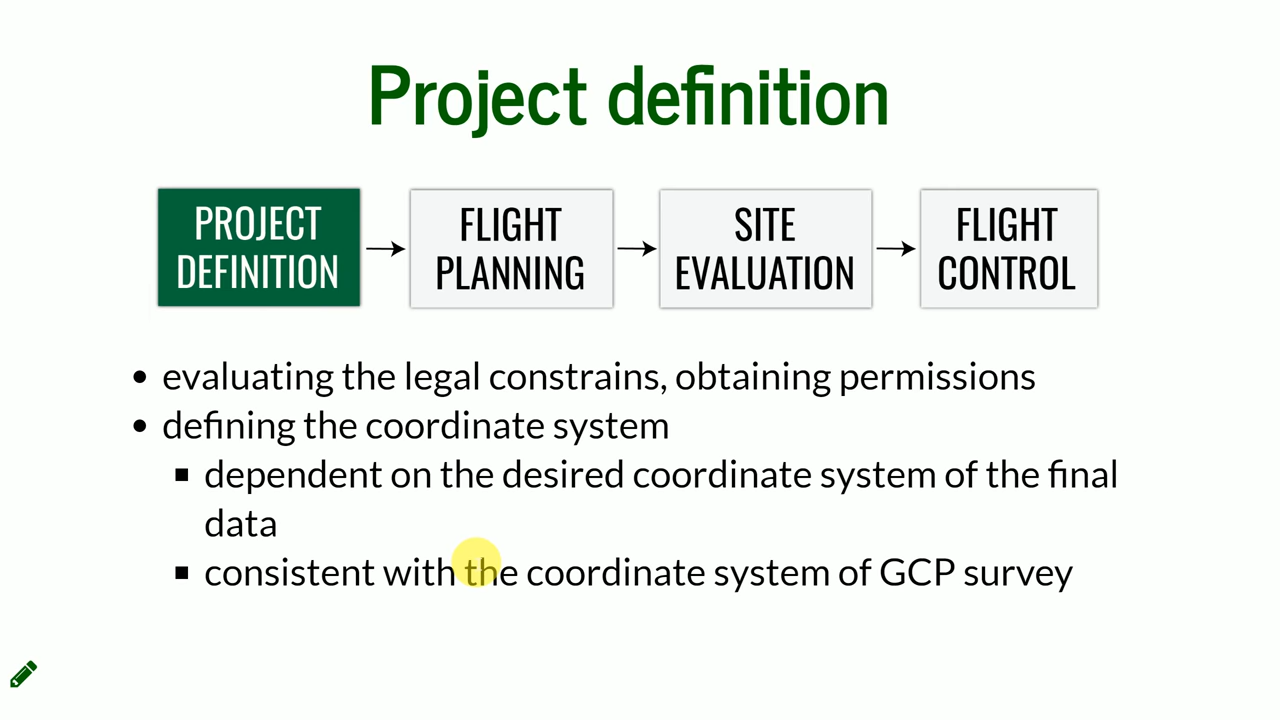 Project definition
PROJECT DEFINITION
FLIGHT PLANNING
SITE EVALUATION
FLIGHT CONTROL
• evaluating the legal constrains, obtaining permissions
• defining the coordinate system
▪ dependent on the desired coordinate system of the final
data
▪ consistent with the coordinate system of GCP survey